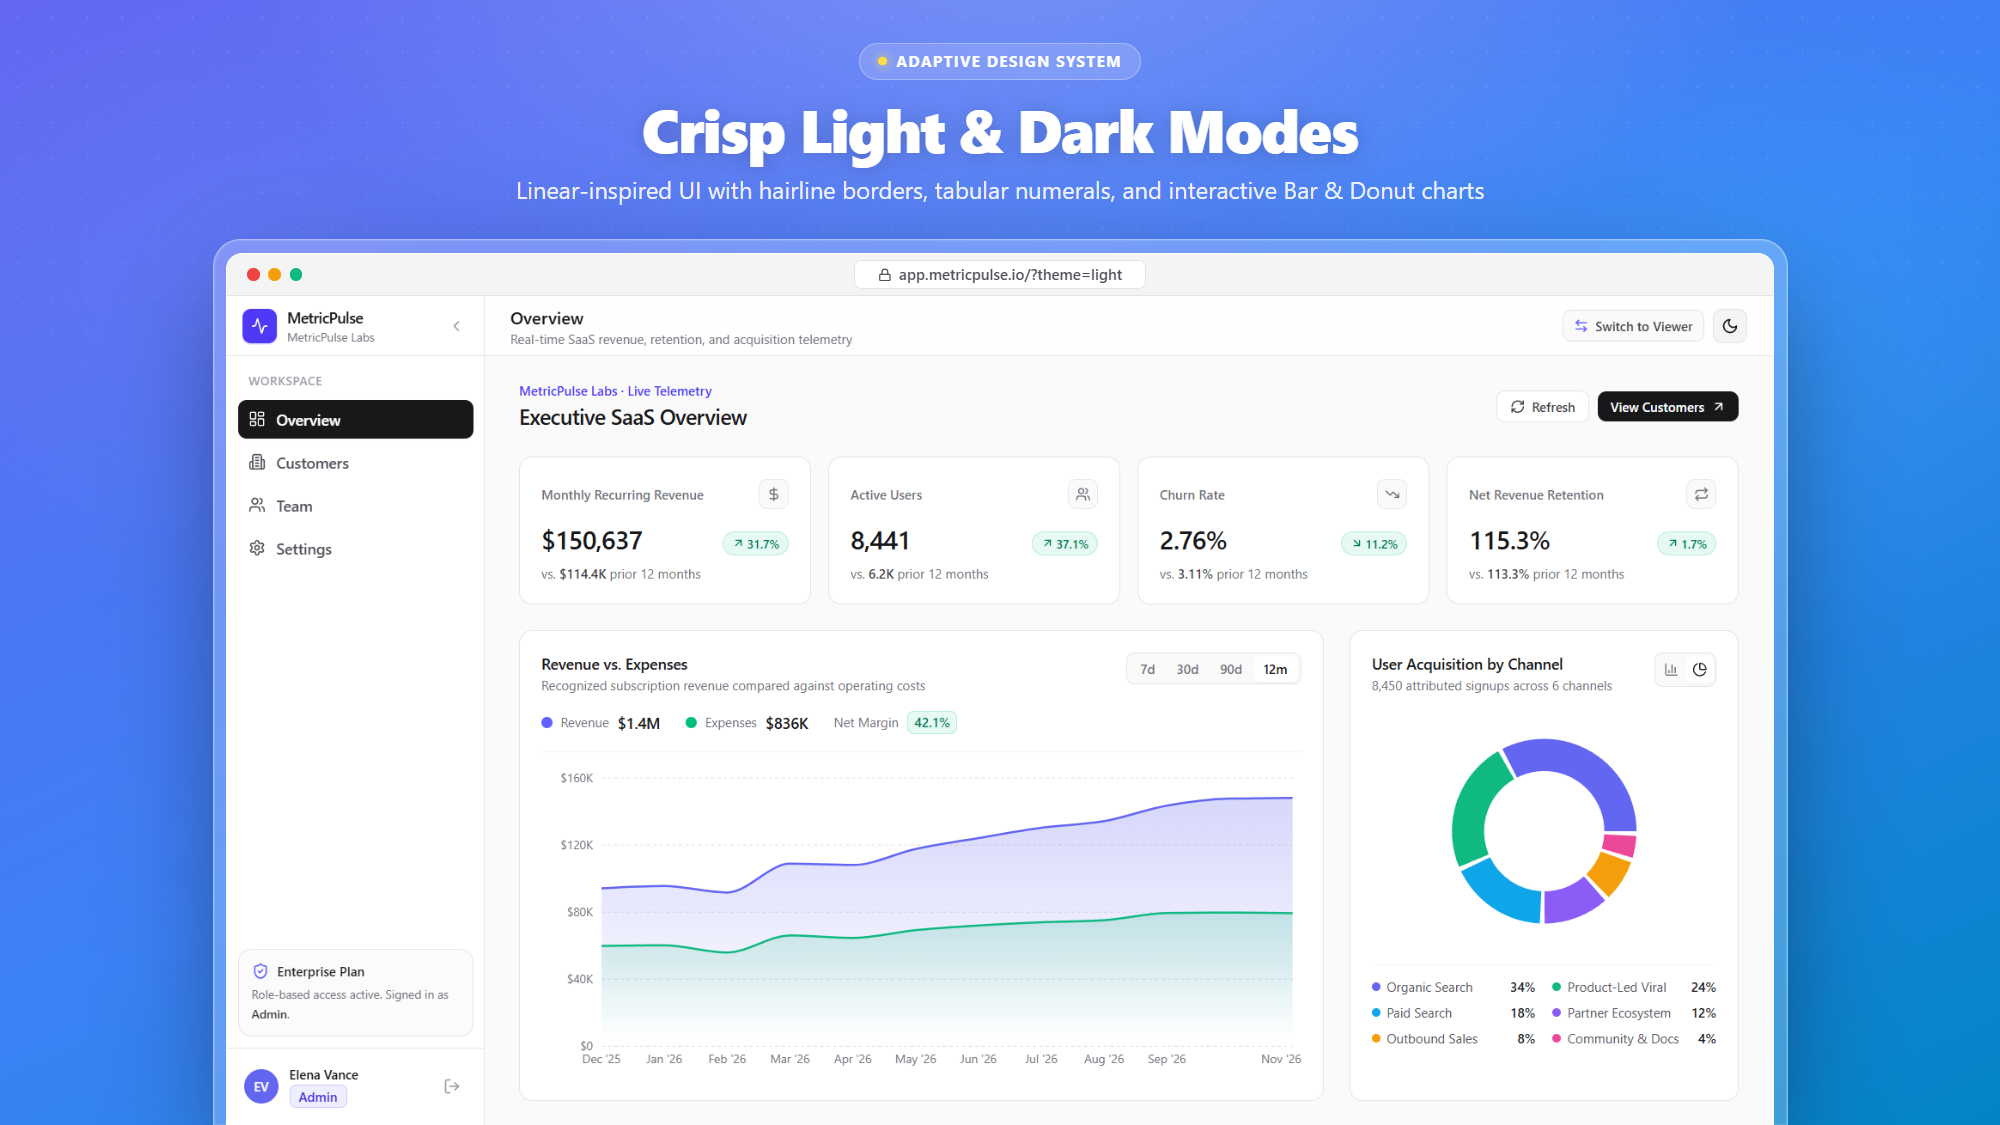 ADAPTIVE DESIGN SYSTEM
Crisp Light & Dark Modes
Linear-inspired UI with hairline borders, tabular numerals, and interactive Bar & Donut charts
app.metricpulse.io/?theme=light
MetricPulse
MetricPulse Labs
Overview
Real-time SaaS revenue, retention, and acquisition telemetry
Switch to Viewer
WORKSPACE
Overview
Customers
Team
Settings
Enterprise Plan
Role-based access active. Signed in as
Admin.
EV
Elena Vance
Admin
MetricPulse Labs · Live Telemetry
Executive SaaS Overview
Refresh
View Customers
Monthly Recurring Revenue
$
$150,637
31.7%
vs. $114.4K prior 12 months
Active Users
8,441
37.1%
vs. 6.2K prior 12 months
Churn Rate
2.76%
11.2%
vs. 3.11% prior 12 months
Net Revenue Retention
115.3%
1.7%
vs. 113.3% prior 12 months
Revenue vs. Expenses
Recognized subscription revenue compared against operating costs
7d 30d 90d 12m
Revenue $1.4M Expenses $836K Net Margin 42.1%
$160K
$120K
$80K
$40K
$0
Dec '25 Jan '26 Feb '26 Mar '26 Apr '26 May '26 Jun '26 Jul '26 Aug '26 Sep '26 Nov '26
User Acquisition by Channel
8,450 attributed signups across 6 channels
Organic Search 34% Product-Led Viral 24%
Paid Search 18% Partner Ecosystem 12%
Outbound Sales 8% Community & Docs 4%